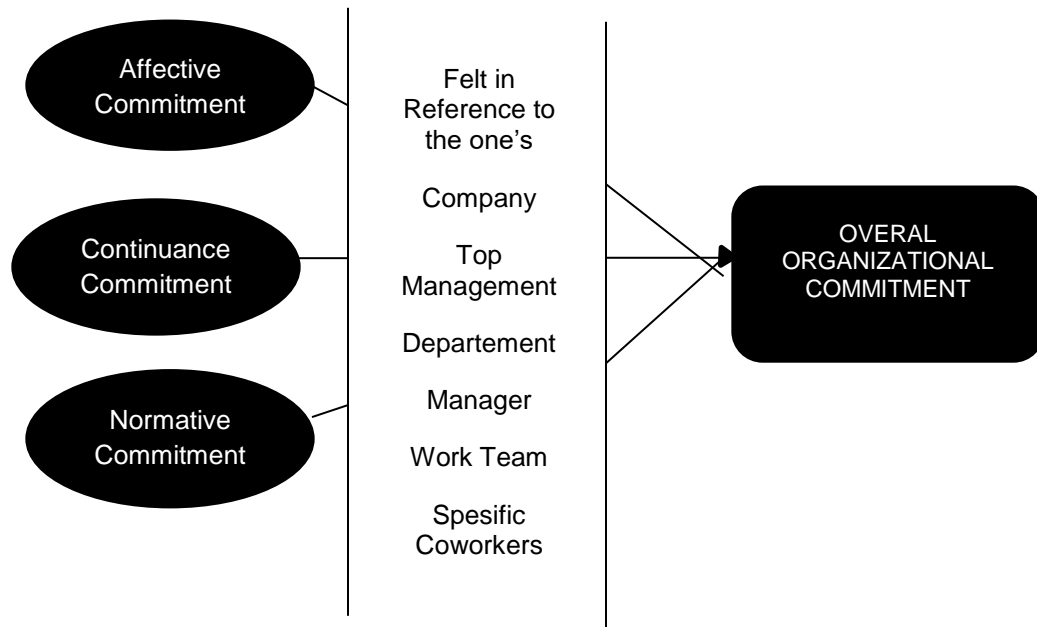 Affective
Commitment
Continuance
Commitment
Normative
Commitment
Felt in
Reference to
the one’s
Company
Top
Management
Departement
Manager
Work Team
Spesific
Coworkers
OVERAL
ORGANIZATIONAL
COMMITMENT